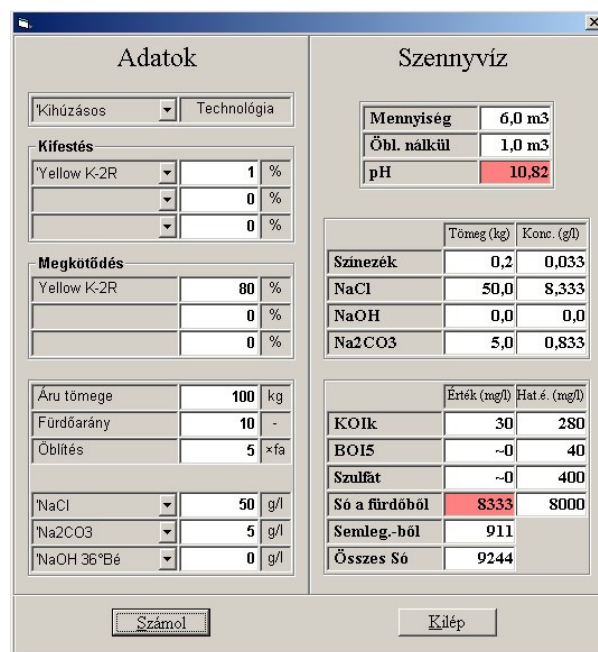 Adatok
'Kihúzásos Technológia
Kifestés
'Yellow K-2R 1 %
0 %
0 %
Megkötődés
Yellow K-2R 80 %
0 %
0 %
Áru tömege 100 kg
Fürdőarány 10 -
Öblítés 5 ×fa
'NaCl 50 g/l
'Na2CO3 5 g/l
'NaOH 36°Bé 0 g/l
Számol
Szennyvíz
Mennyiség 6,0 m3
Öbl. nélkül 1,0 m3
pH 10,82
Tömeg (kg) Konc. (g/l)
Színezék 0,2 0,033
NaCl 50,0 8,333
NaOH 0,0 0,0
Na2CO3 5,0 0,833
Érték (mg/l) Hat.é. (mg/l)
KOIk 30 280
BOI5 ~0 40
Szulfát ~0 400
Só a fürdőből 8333 8000
Semleg.-ből 911
Összes Só 9244
Kilép